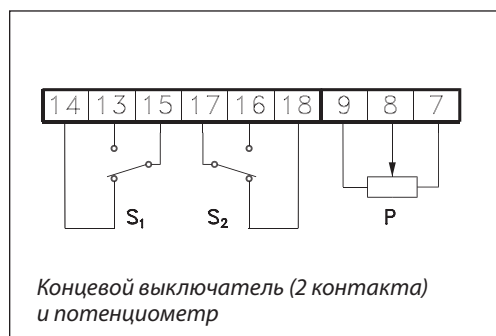 14 13 15 17 16 18 9 8 7
S₁ S₂ P
Концевой выключатель (2 контакта)
и потенциометр